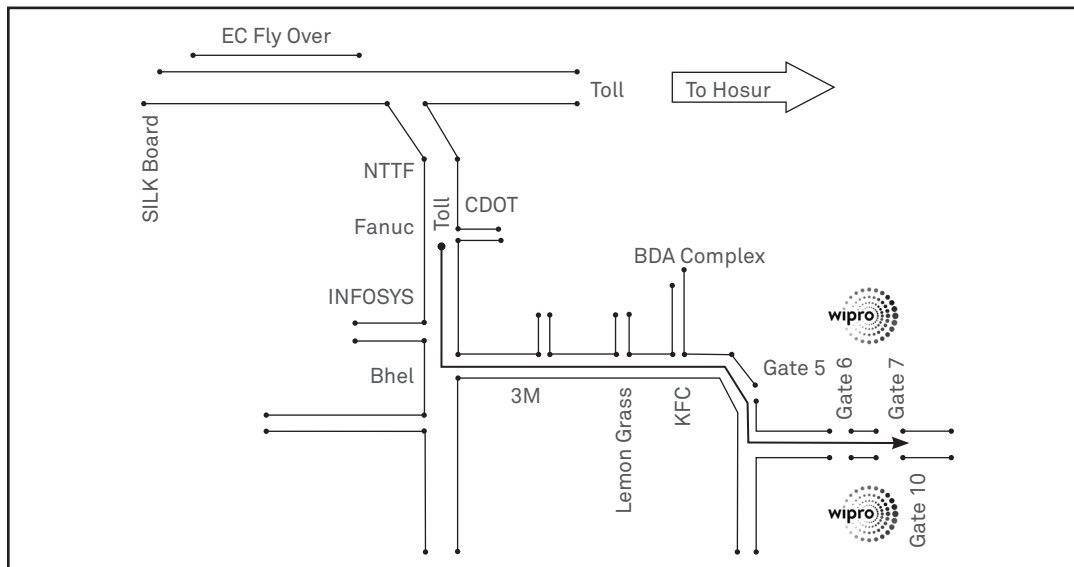 EC Fly Over
Toll
To Hosur
SILK Board
NTTF
CDOT
Toll
Fanuc
BDA Complex
INFOSYS
wipro
Gate 5
Gate 6
Gate 7
Bhel
3M
Lemon Grass
KFC
wipro
Gate 10